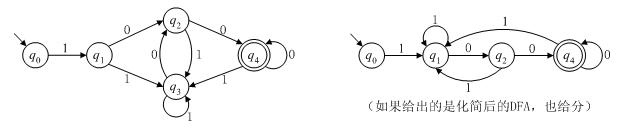 q0 1 q1 0 q2 0 q4 0
1 0 1 1
q3
1
q0 1 q1 0 q2 0 q4 0
1 1 1
（如果给出的是化简后的DFA，也给分）